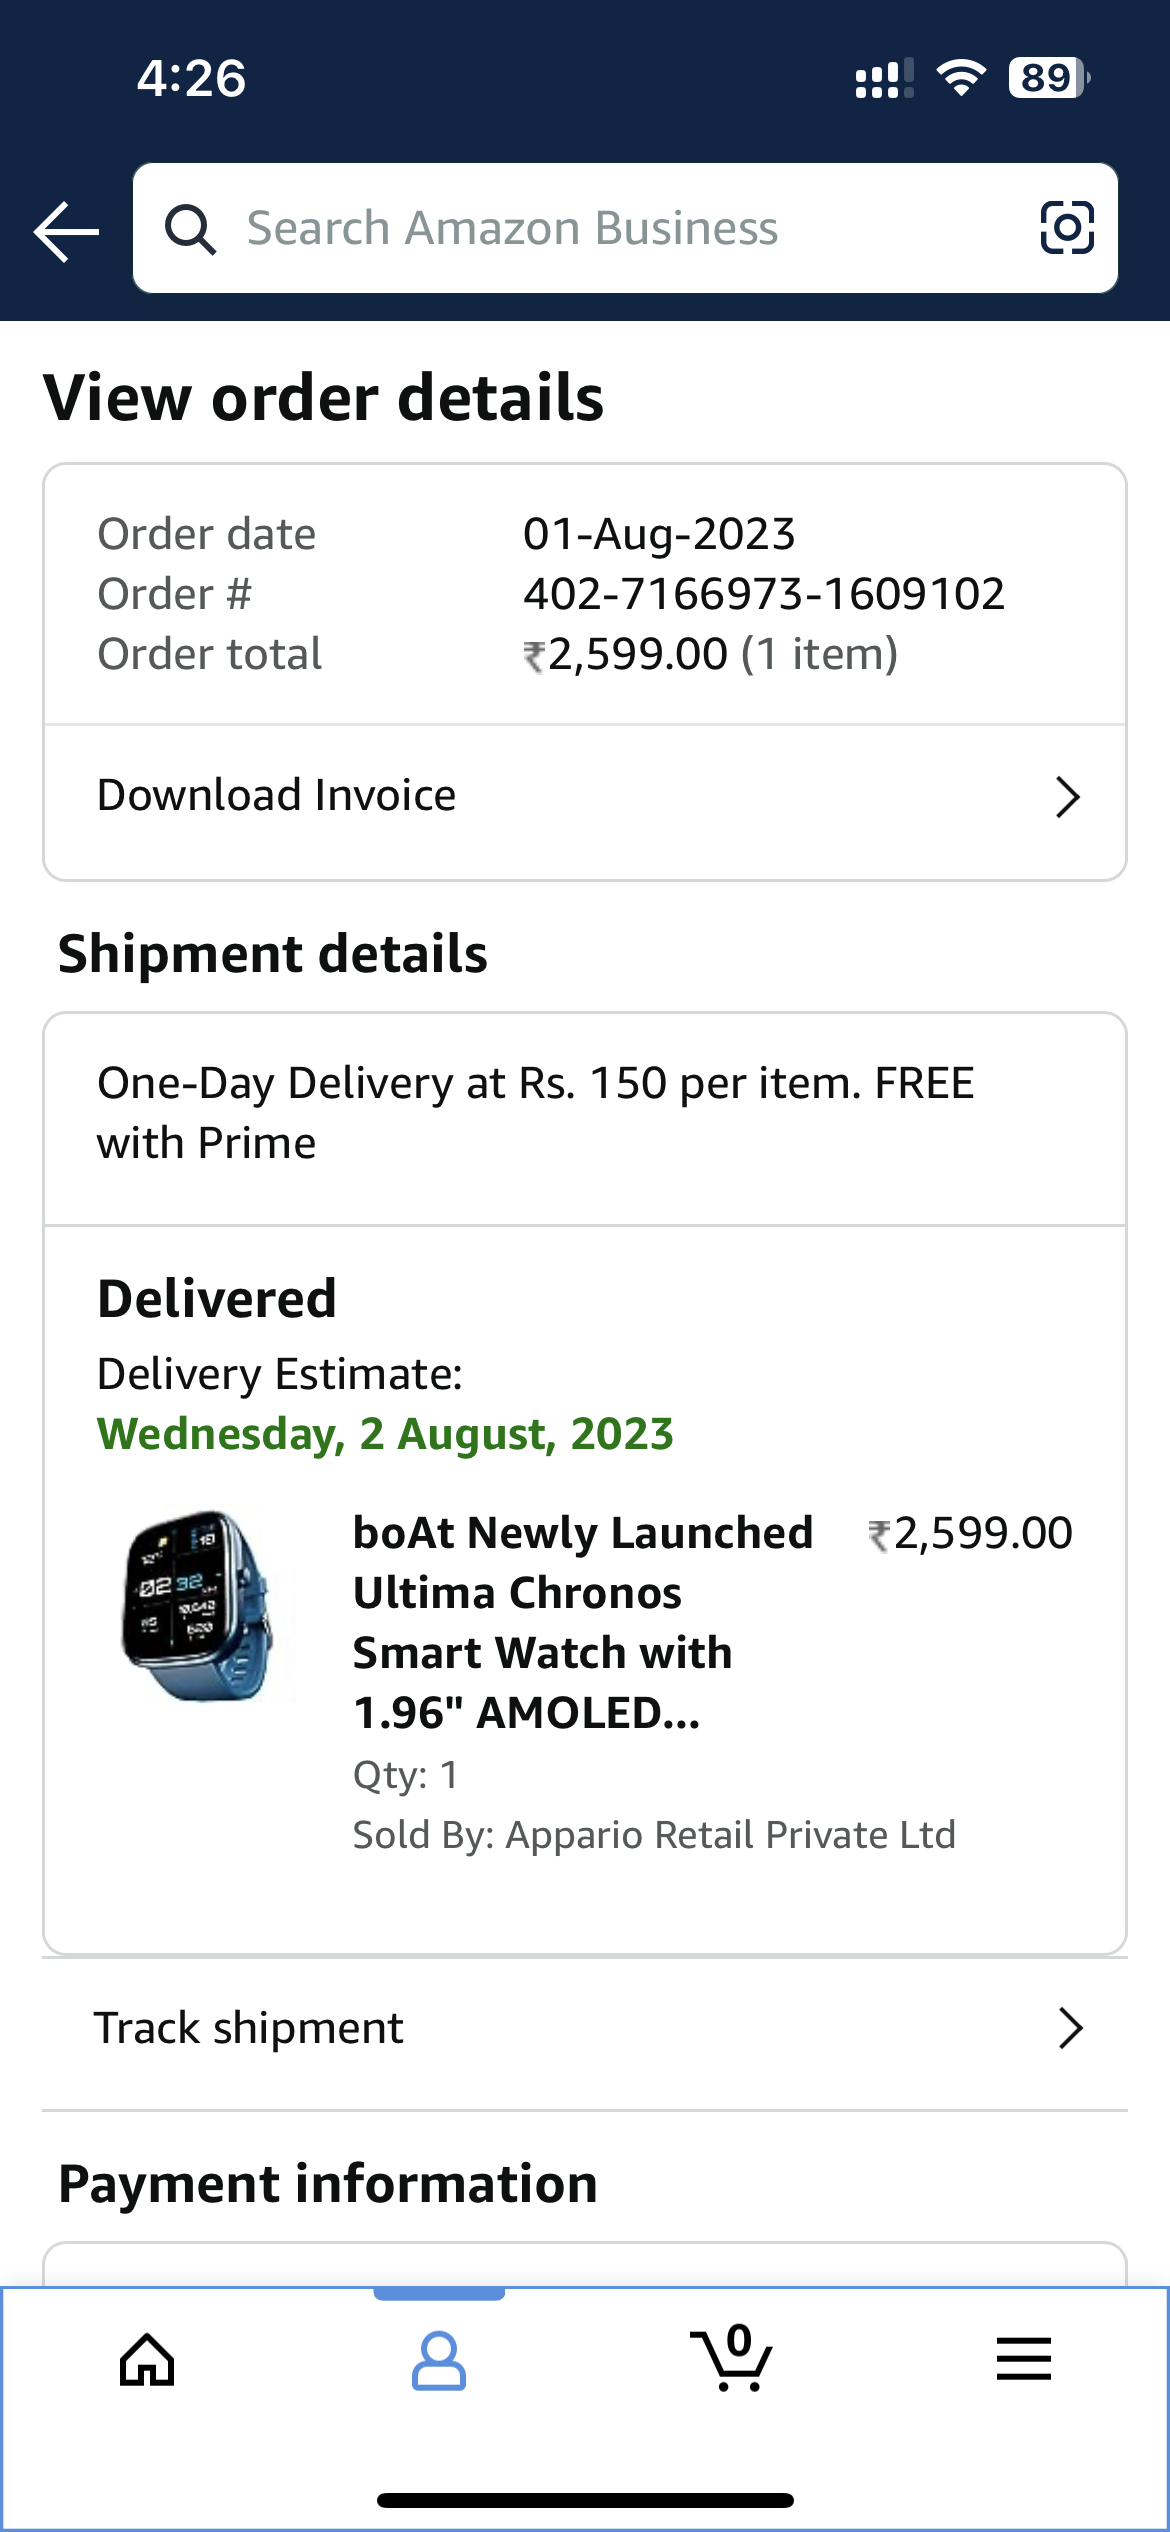 4:26
89
Search Amazon Business
View order details
Order date 01-Aug-2023
Order # 402-7166973-1609102
Order total ₹2,599.00 (1 item)
Download Invoice
Shipment details
One-Day Delivery at Rs. 150 per item. FREE
with Prime
Delivered
Delivery Estimate:
Wednesday, 2 August, 2023
boAt Newly Launched ₹2,599.00
Ultima Chronos
Smart Watch with
1.96" AMOLED...
Qty: 1
Sold By: Appario Retail Private Ltd
Track shipment
Payment information
0